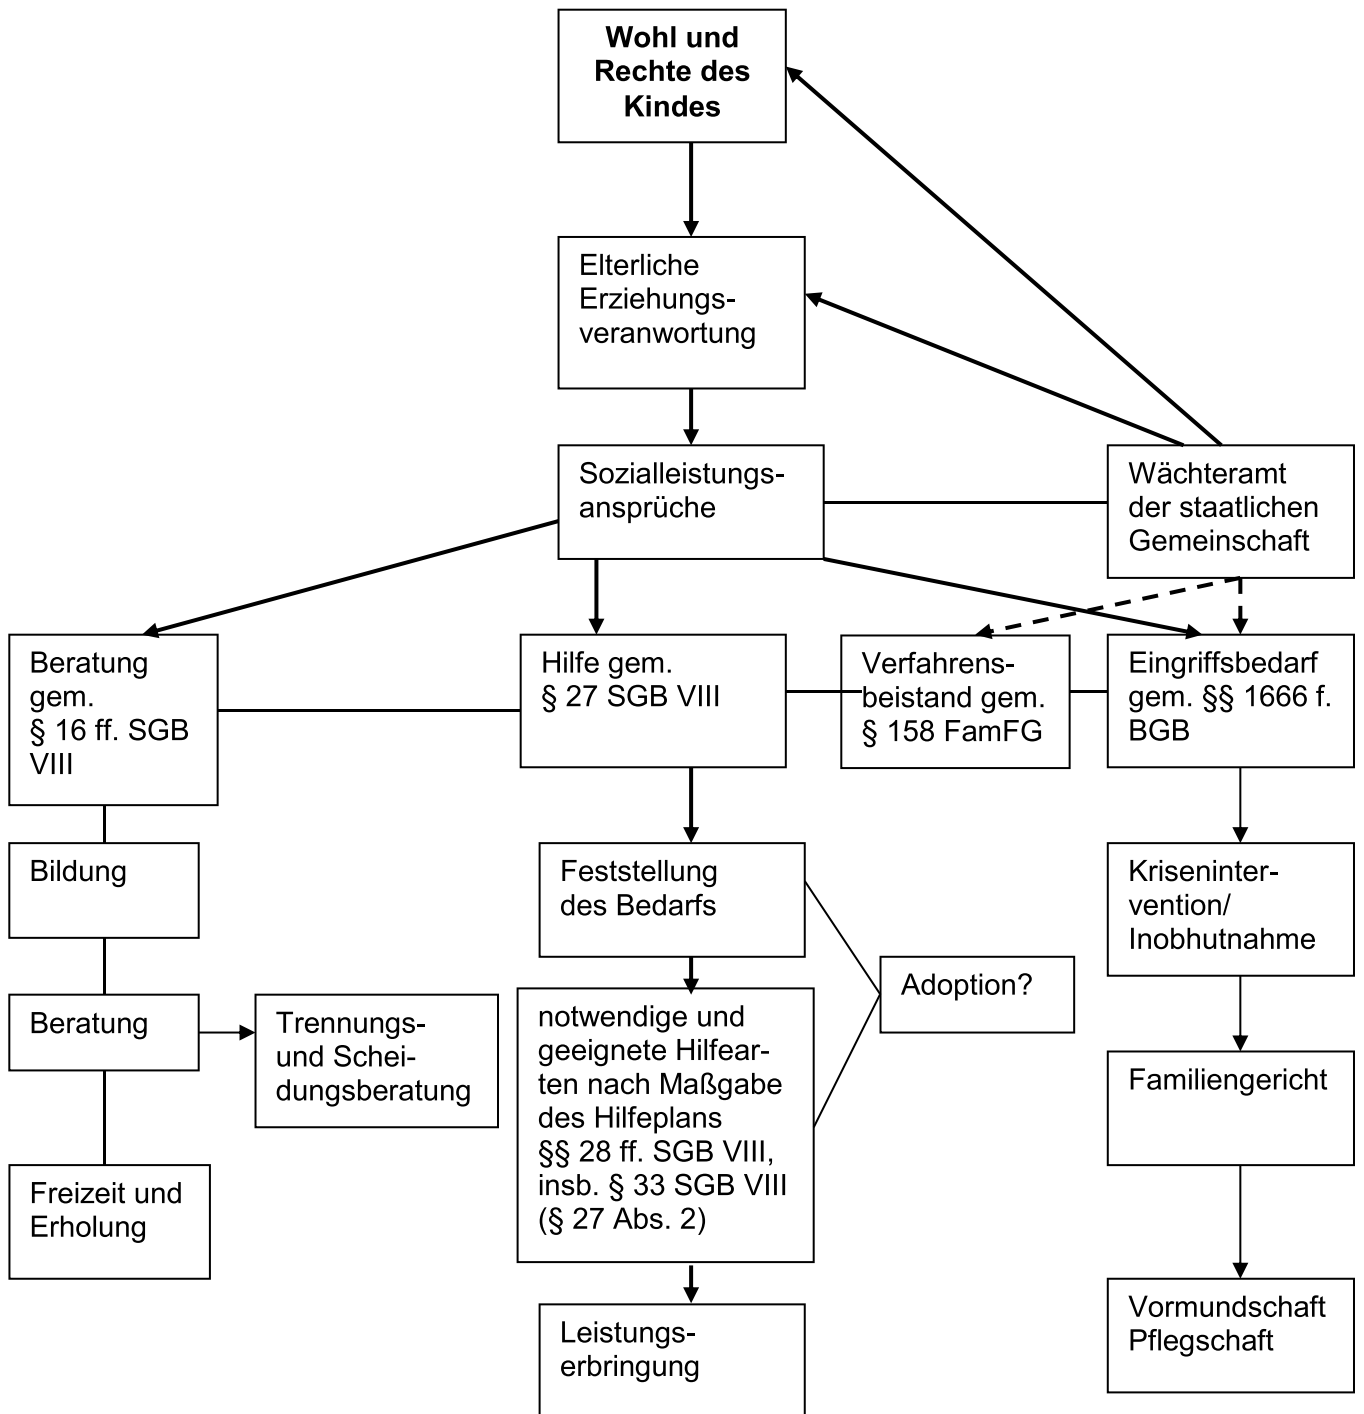 Wohl und
Rechte des
Kindes
Elterliche
Erziehungs-
veranwortung
Sozialleistungs-
ansprüche
Wächteramt
der staatlichen
Gemeinschaft
Beratung
gem.
§ 16 ff. SGB
VIII
Hilfe gem.
§ 27 SGB VIII
Verfahrens-
beistand gem.
§ 158 FamFG
Eingriffsbedarf
gem. §§ 1666 f.
BGB
Bildung
Feststellung
des Bedarfs
Kriseninter-
vention/
Inobhutnahme
Adoption?
Beratung
Trennungs-
und Schei-
dungsberatung
notwendige und
geeignete Hilfear-
ten nach Maßgabe
des Hilfeplans
§§ 28 ff. SGB VIII,
insb. § 33 SGB VIII
(§ 27 Abs. 2)
Familiengericht
Freizeit und
Erholung
Leistungs-
erbringung
Vormundschaft
Pflegschaft